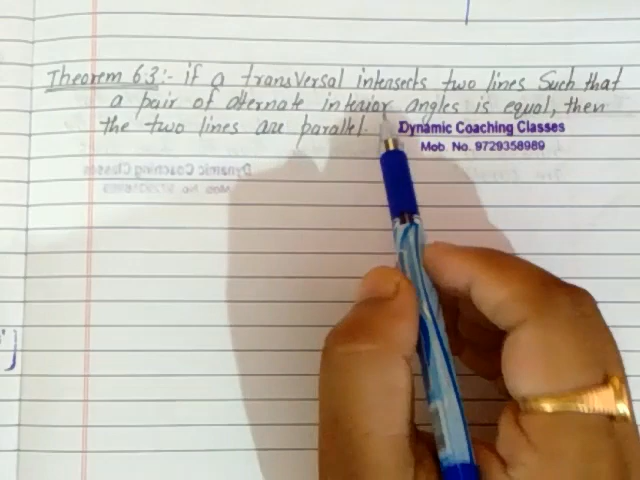 Theorem 6.3:- if a transversal intersects two lines Such that
a pair of alternate interior angles is equal, then
the two lines are parallel.
Dynamic Coaching Classes
Mob. No. 9729358989